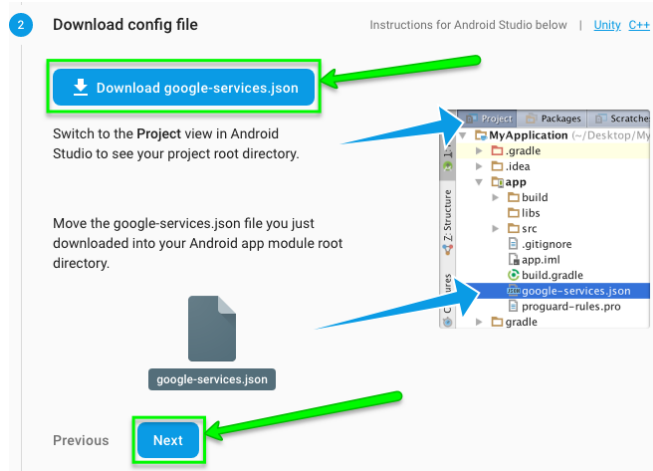 2
Download config file
Instructions for Android Studio below | Unity C++
Download google-services.json
Switch to the Project view in Android
Studio to see your project root directory.
Project Packages Scratche
MyApplication (~/Desktop/My
.gradle
.idea
app
build
libs
src
.gitignore
app.iml
build.gradle
google-services.json
proguard-rules.pro
gradle
Z: Structure
Move the google-services.json file you just
downloaded into your Android app module root
directory.
google-services.json
Previous
Next